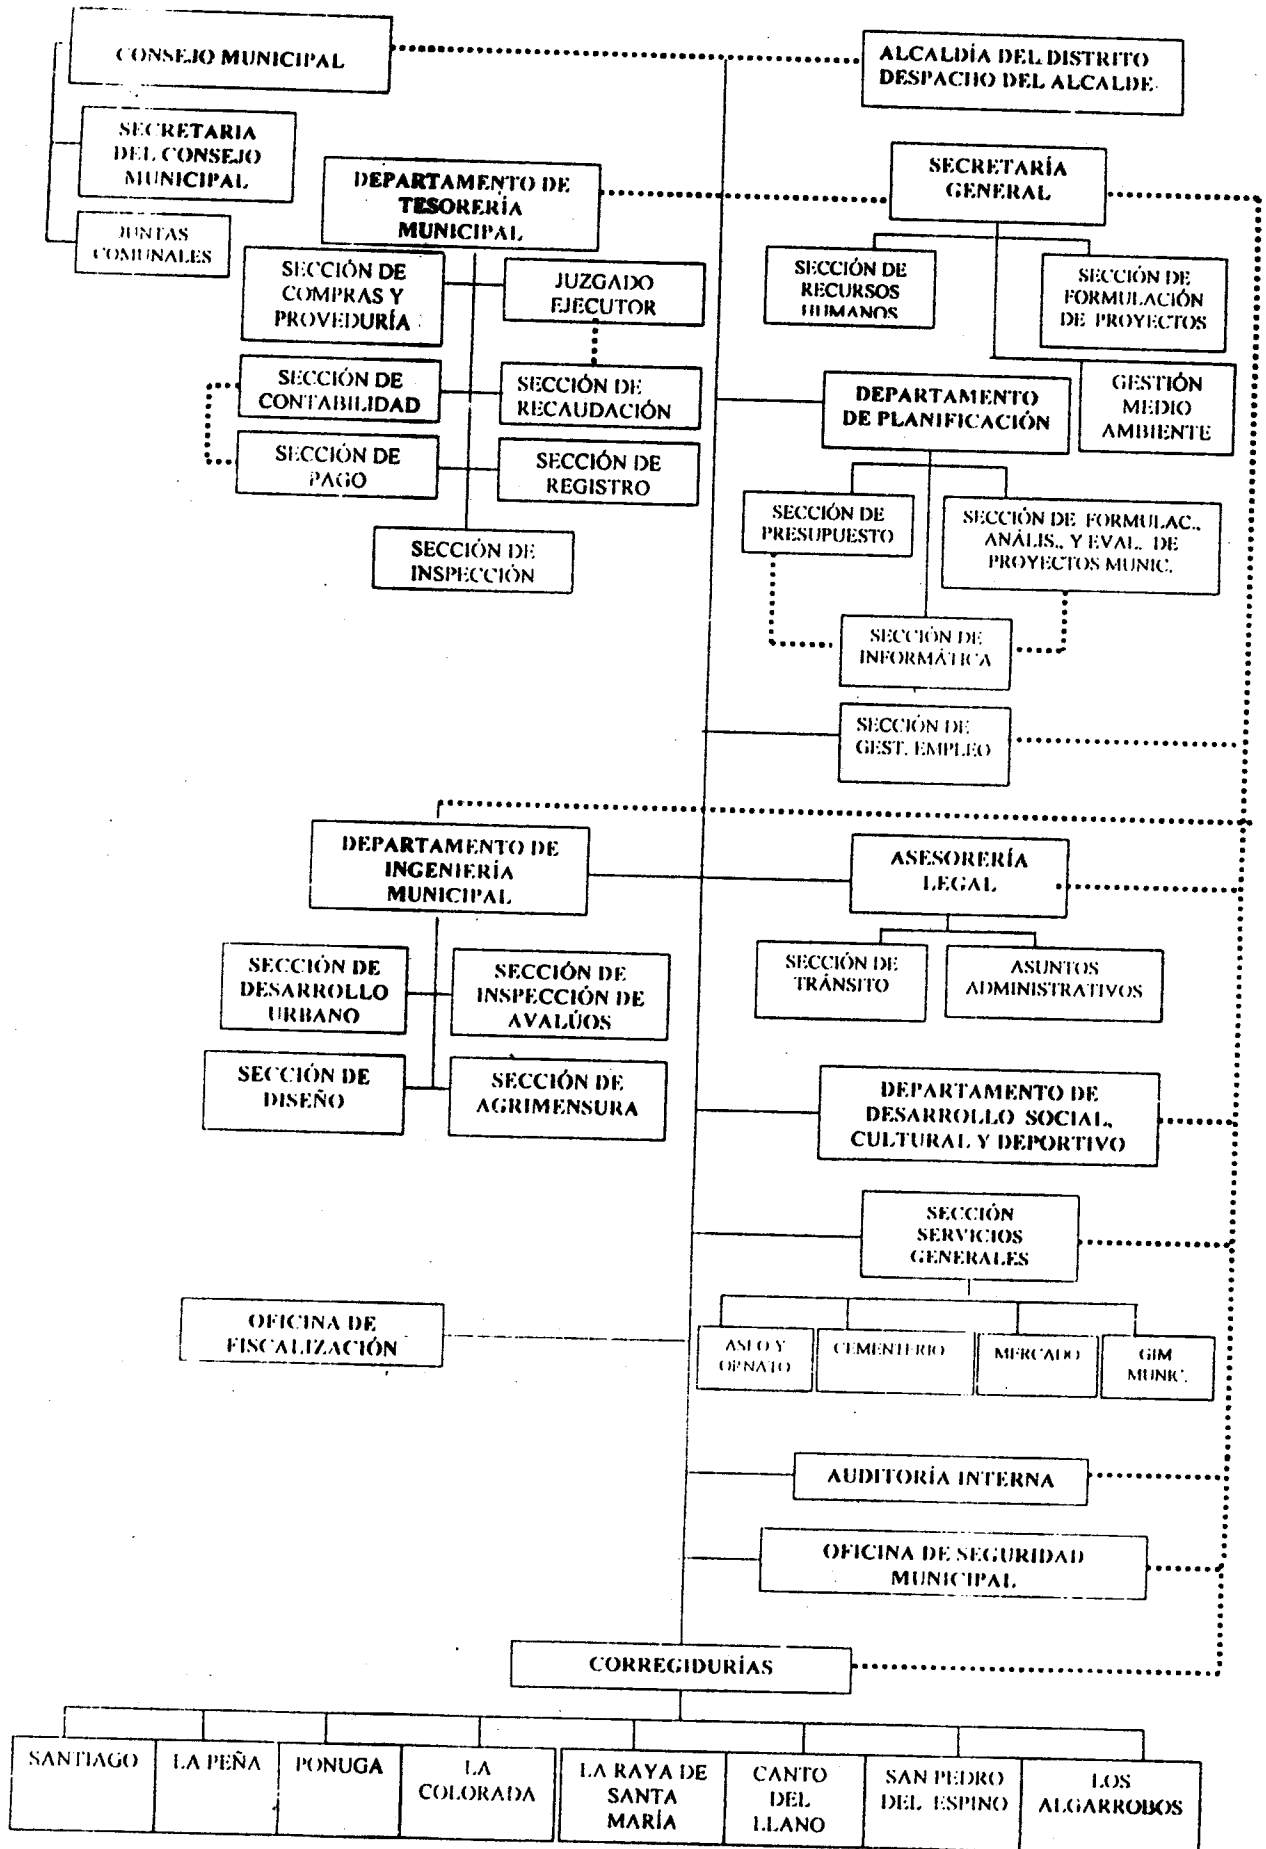 CONSEJO MUNICIPAL
ALCALDÍA DEL DISTRITO
DESPACHO DEL ALCALDE
SECRETARIA
DEL CONSEJO
MUNICIPAL
JUNTAS
COMUNALES
DEPARTAMENTO DE
TESORERÍA
MUNICIPAL
SECRETARÍA
GENERAL
SECCIÓN DE
COMPRAS Y
PROVEDURÍA
JUZGADO
EJECUTOR
SECCIÓN DE
RECURSOS
HUMANOS
SECCIÓN DE
FORMULACIÓN
DE PROYECTOS
SECCIÓN DE
CONTABILIDAD
SECCIÓN DE
RECAUDACIÓN
DEPARTAMENTO
DE PLANIFICACIÓN
GESTIÓN
MEDIO
AMBIENTE
SECCIÓN DE
PAGO
SECCIÓN DE
REGISTRO
SECCIÓN DE
INSPECCIÓN
SECCIÓN DE
PRESUPUESTO
SECCIÓN DE FORMULAC.,
ANÁLIS., Y EVAL. DE
PROYECTOS MUNIC.
SECCIÓN DE
INFORMÁTICA
SECCIÓN DE
GEST. EMPLEO
DEPARTAMENTO DE
INGENIERÍA
MUNICIPAL
ASESORERÍA
LEGAL
SECCIÓN DE
DESARROLLO
URBANO
SECCIÓN DE
INSPECCIÓN DE
AVALÚOS
SECCIÓN DE
TRÁNSITO
ASUNTOS
ADMINISTRATIVOS
SECCIÓN DE
DISEÑO
SECCIÓN DE
AGRIMENSURA
DEPARTAMENTO DE
DESARROLLO SOCIAL,
CULTURAL Y DEPORTIVO
SECCIÓN
SERVICIOS
GENERALES
OFICINA DE
FISCALIZACIÓN
ASEO Y
ORNATO
CEMENTERIO
MERCADO
GIM
MUNIC.
AUDITORÍA INTERNA
OFICINA DE SEGURIDAD
MUNICIPAL
CORREGIDURÍAS
SANTIAGO
LA PEÑA
PONUGA
LA
COLORADA
LA RAYA DE
SANTA
MARÍA
CANTO
DEL
LLANO
SAN PEDRO
DEL ESPINO
LOS
ALGARROBOS